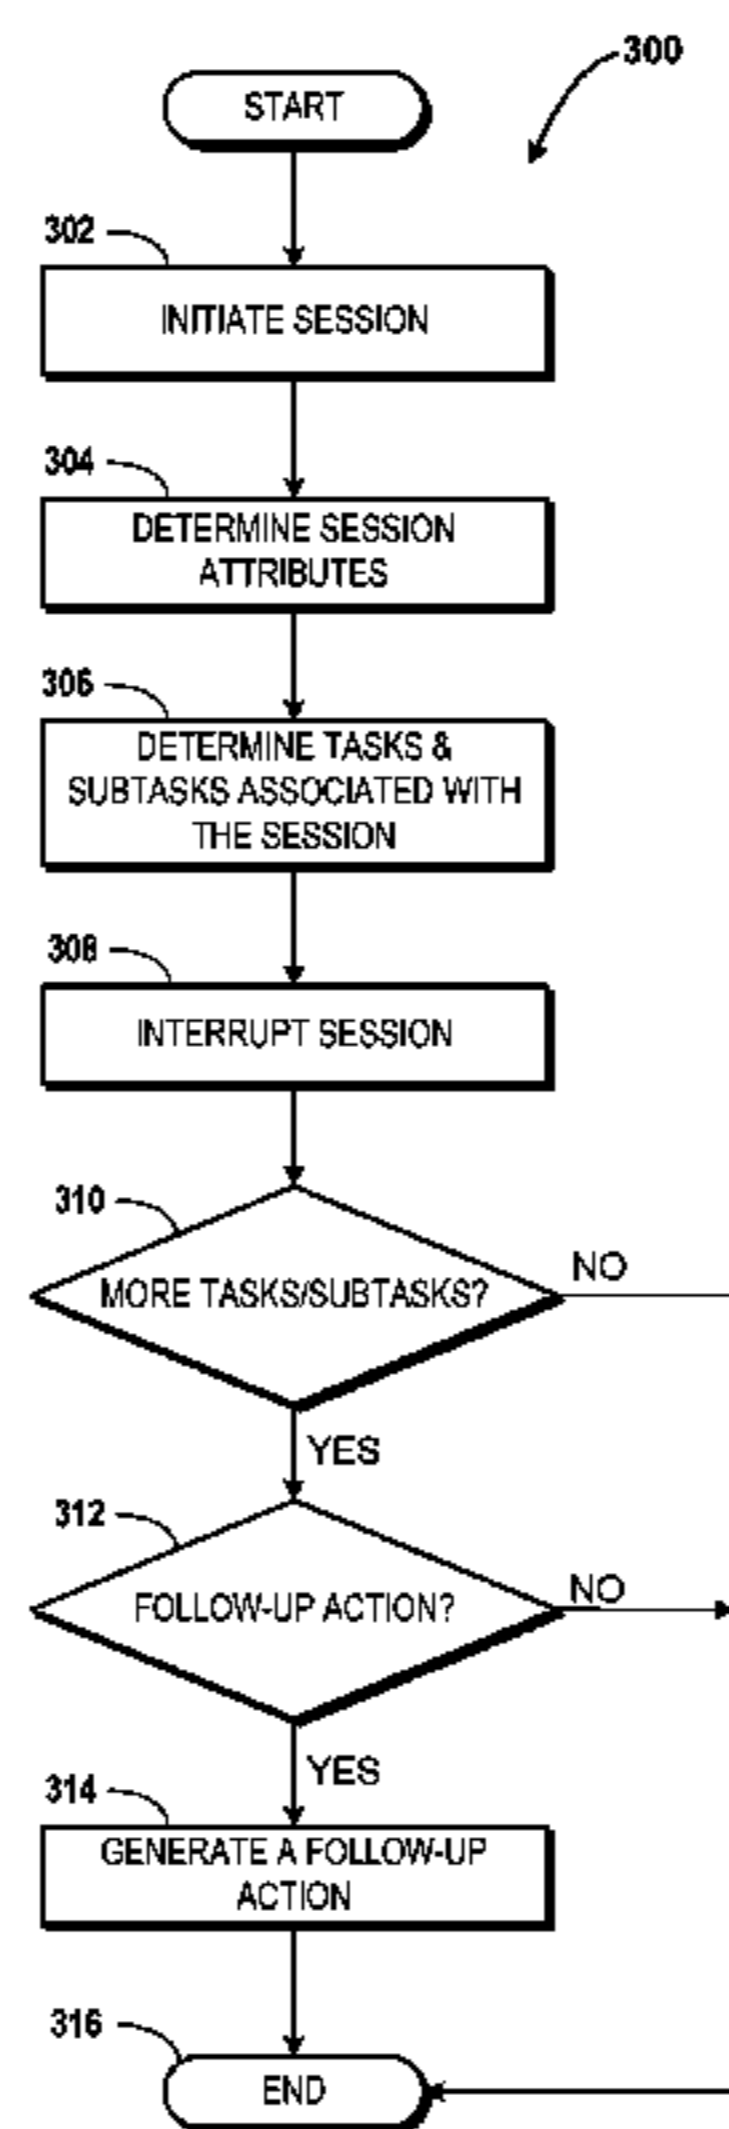 300
START
302
INITIATE SESSION
304
DETERMINE SESSION
ATTRIBUTES
306
DETERMINE TASKS &
SUBTASKS ASSOCIATED WITH
THE SESSION
308
INTERRUPT SESSION
310
MORE TASKS/SUBTASKS?
NO
YES
312
FOLLOW-UP ACTION?
NO
YES
314
GENERATE A FOLLOW-UP
ACTION
316
END